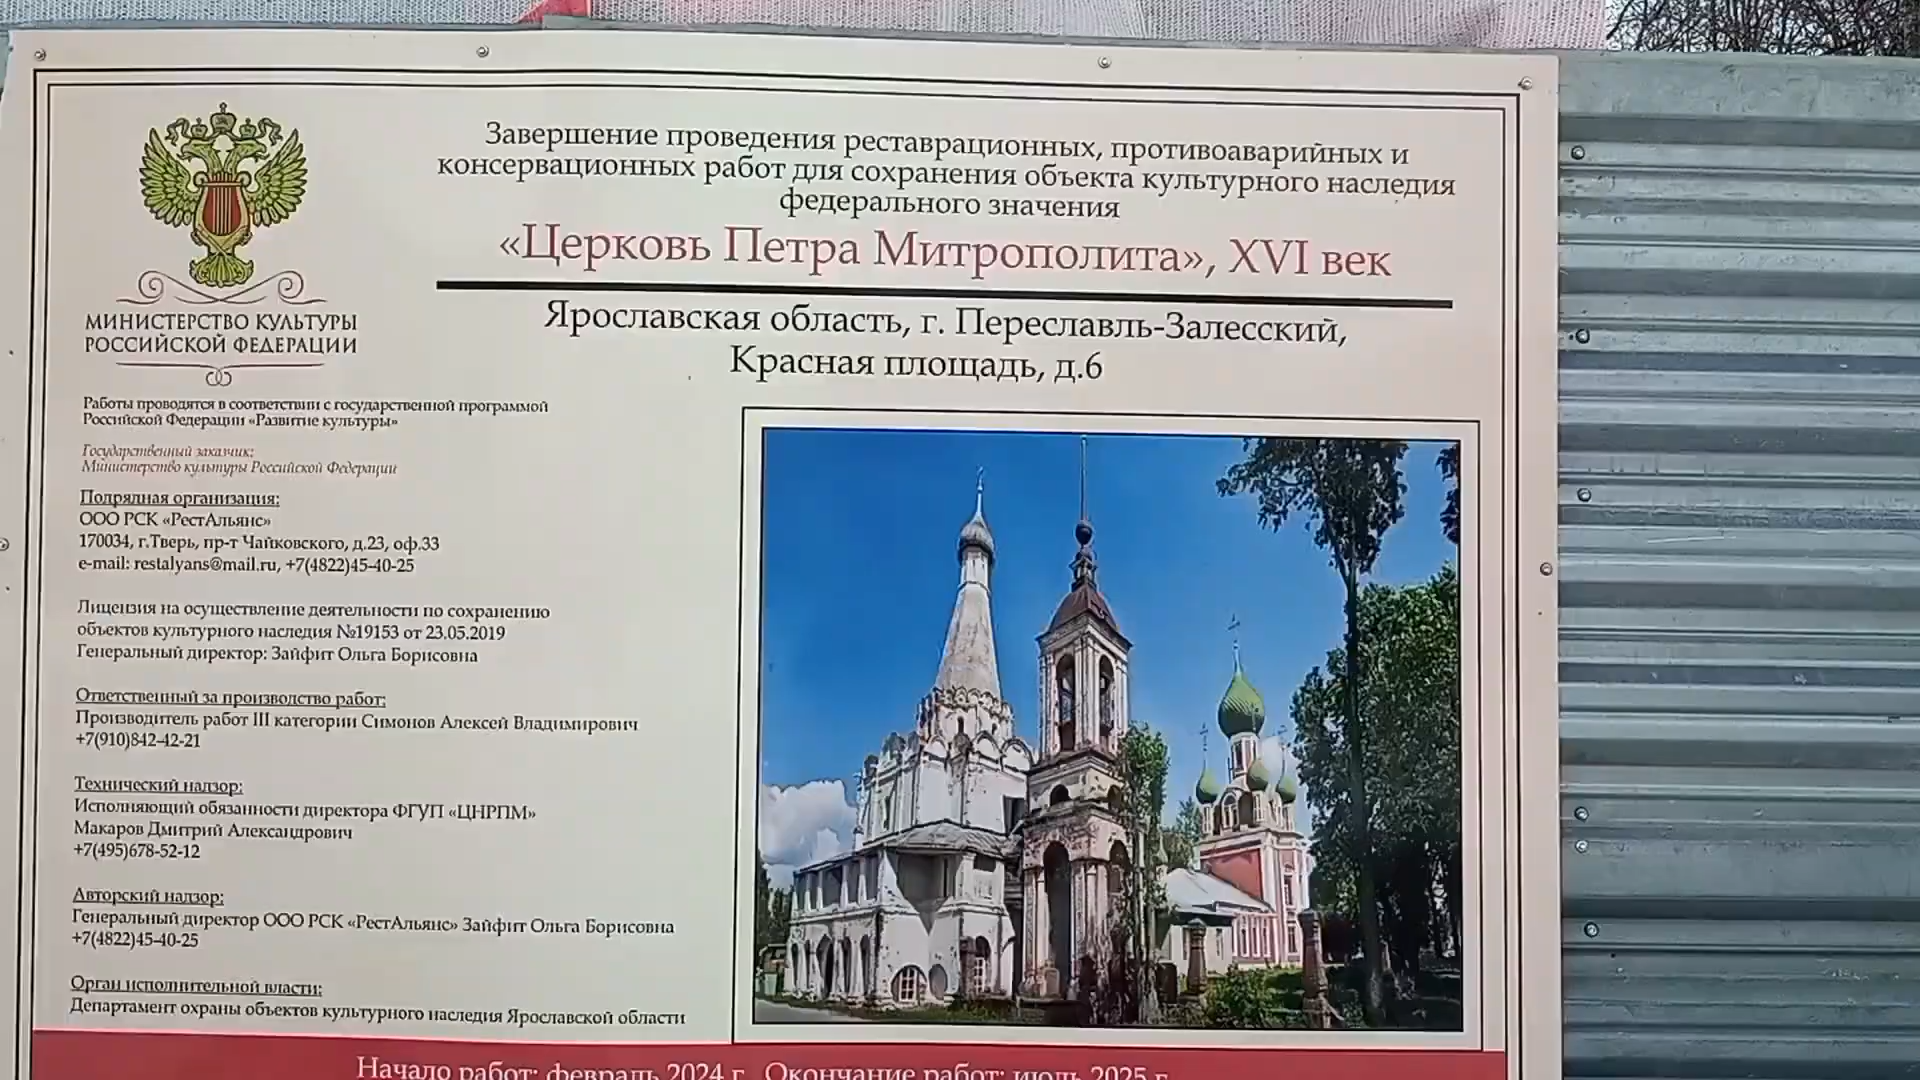 Завершение проведения реставрационных, противоаварийных и
консервационных работ для сохранения объекта культурного наследия
федерального значения
«Церковь Петра Митрополита», XVI век
Ярославская область, г. Переславль-Залесский,
Красная площадь, д.6
МИНИСТЕРСТВО КУЛЬТУРЫ
РОССИЙСКОЙ ФЕДЕРАЦИИ
Работы проводятся в соответствии с государственной программой
Российской Федерации «Развитие культуры»
Государственный заказчик:
Министерство культуры Российской Федерации
Подрядная организация:
ООО РСК «РестАльянс»
170034, г.Тверь, пр-т Чайковского, д.23, оф.33
e-mail: restalyans@mail.ru, +7(4822)45-40-25
Лицензия на осуществление деятельности по сохранению
объектов культурного наследия №19153 от 23.05.2019
Генеральный директор: Зайфит Ольга Борисовна
Ответственный за производство работ:
Производитель работ III категории Симонов Алексей Владимирович
+7(910)842-42-21
Технический надзор:
Исполняющий обязанности директора ФГУП «ЦНРПМ»
Макаров Дмитрий Александрович
+7(495)678-52-12
Авторский надзор:
Генеральный директор ООО РСК «РестАльянс» Зайфит Ольга Борисовна
+7(4822)45-40-25
Орган исполнительной власти:
Департамент охраны объектов культурного наследия Ярославской области
Начало работ: февраль 2024 г. Окончание работ: июль 2025 г.